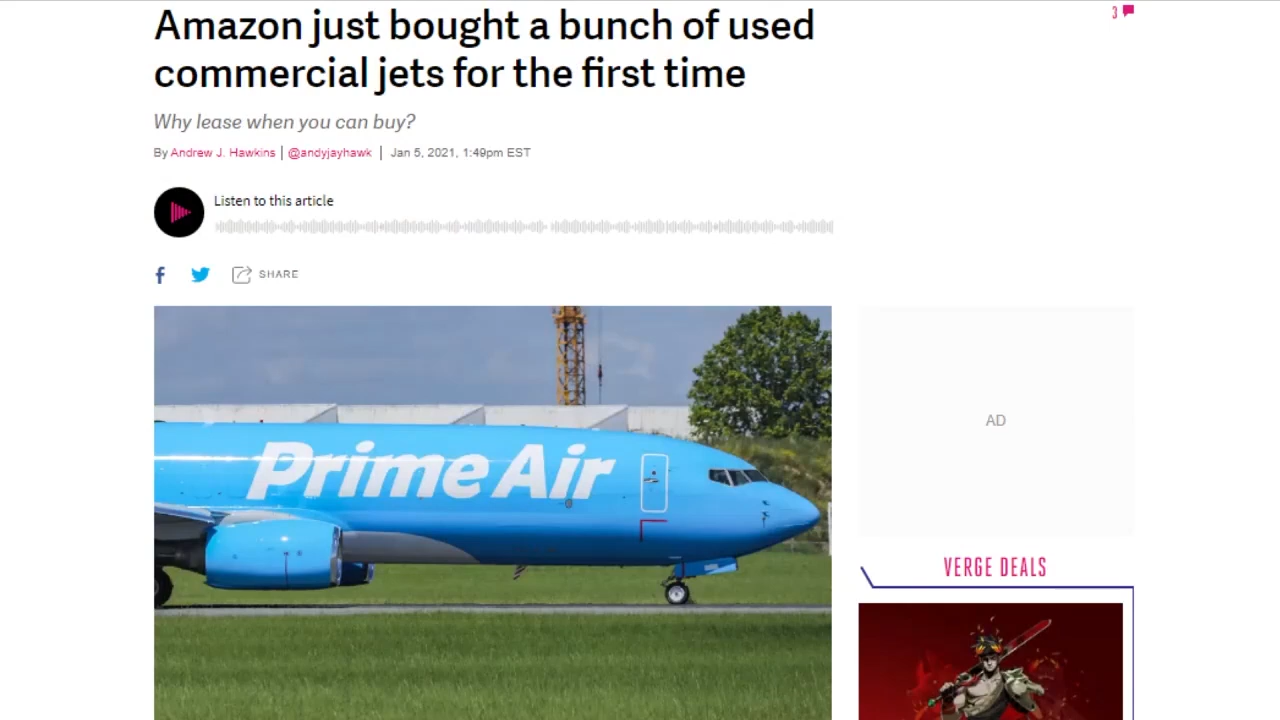 Amazon just bought a bunch of used
commercial jets for the first time
3
Why lease when you can buy?
By Andrew J. Hawkins | @andyjayhawk | Jan 5, 2021, 1:49pm EST
Listen to this article
SHARE
Prime Air
AD
VERGE DEALS